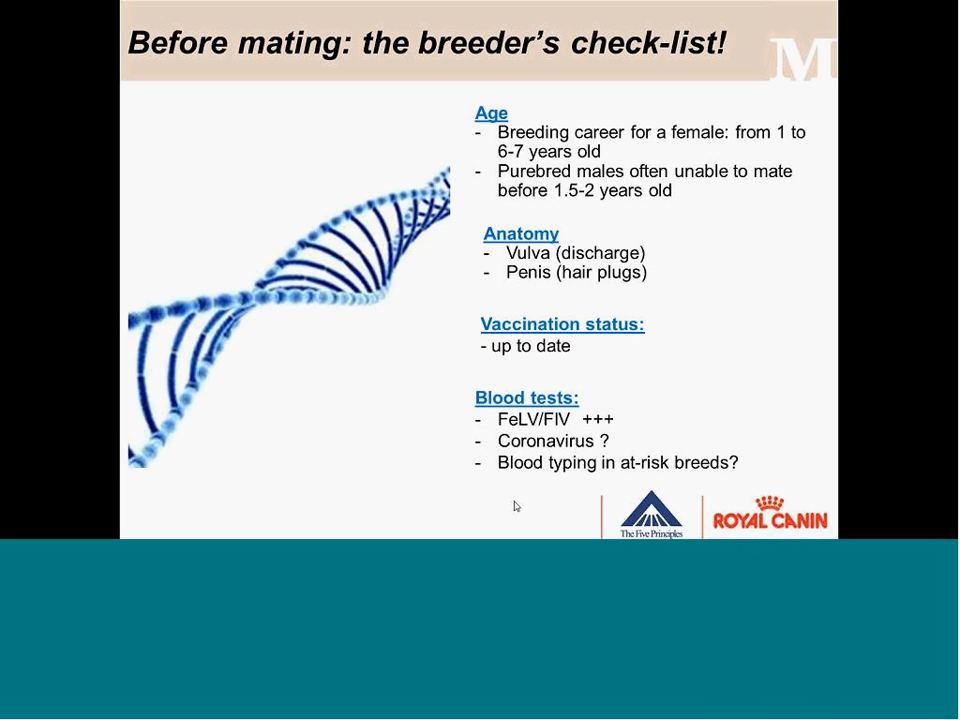 Before mating: the breeder's check-list!
M
Age
- Breeding career for a female: from 1 to
6-7 years old
- Purebred males often unable to mate
before 1.5-2 years old
Anatomy
- Vulva (discharge)
- Penis (hair plugs)
Vaccination status:
- up to date
Blood tests:
- FeLV/FIV +++
- Coronavirus ?
- Blood typing in at-risk breeds?
The Five Principles
ROYAL CANIN